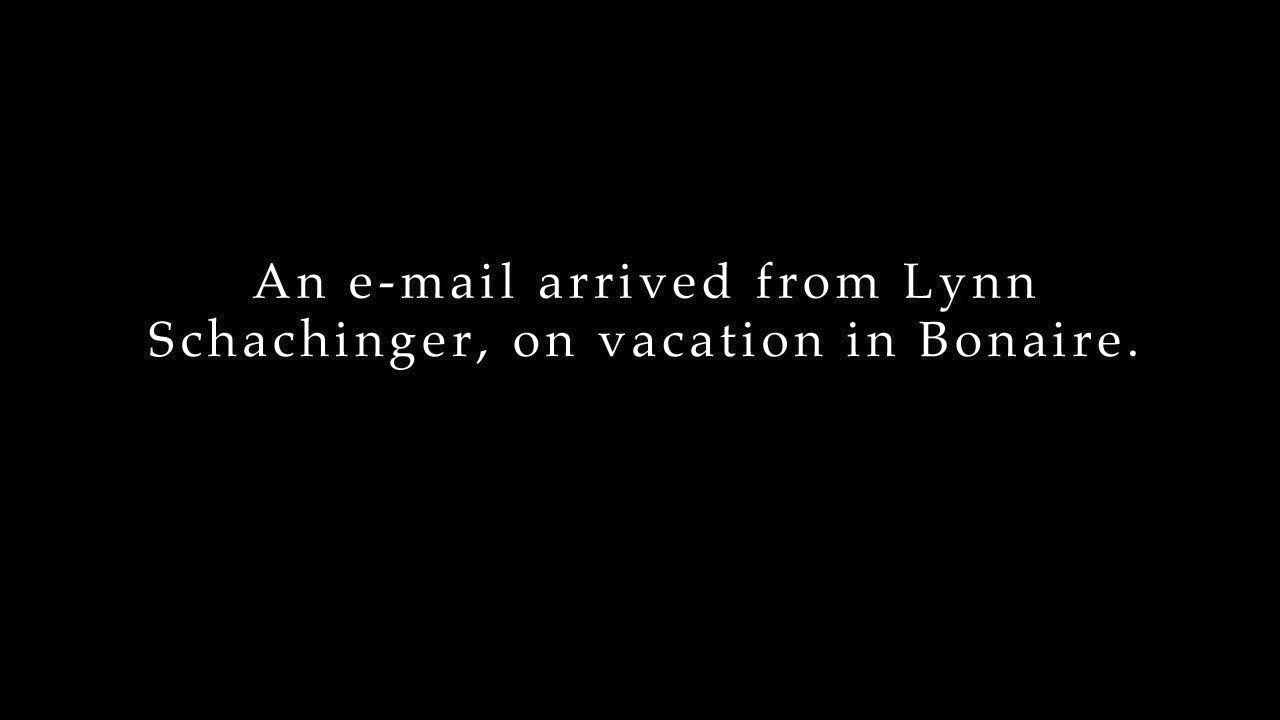 An e-mail arrived from Lynn
Schachinger, on vacation in Bonaire.